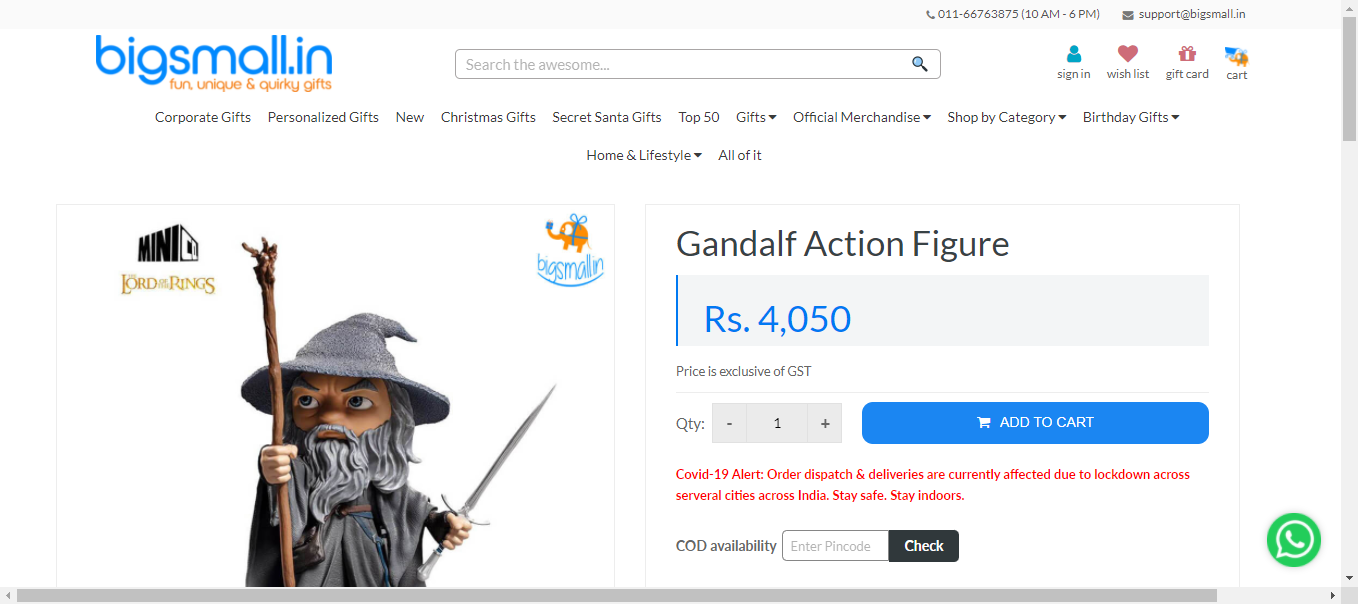 011-66763875 (10 AM - 6 PM) support@bigsmall.in
bigsmall.in
fun, unique & quirky gifts
Search the awesome...
sign in wish list gift card cart
Corporate Gifts Personalized Gifts New Christmas Gifts Secret Santa Gifts Top 50 Gifts Official Merchandise Shop by Category Birthday Gifts
Home & Lifestyle All of it
MINICO
THE LORD OF THE RINGS
bigsmall.in
Gandalf Action Figure
Rs. 4,050
Price is exclusive of GST
Qty: - 1 + ADD TO CART
Covid-19 Alert: Order dispatch & deliveries are currently affected due to lockdown across
serveral cities across India. Stay safe. Stay indoors.
COD availability Enter Pincode Check